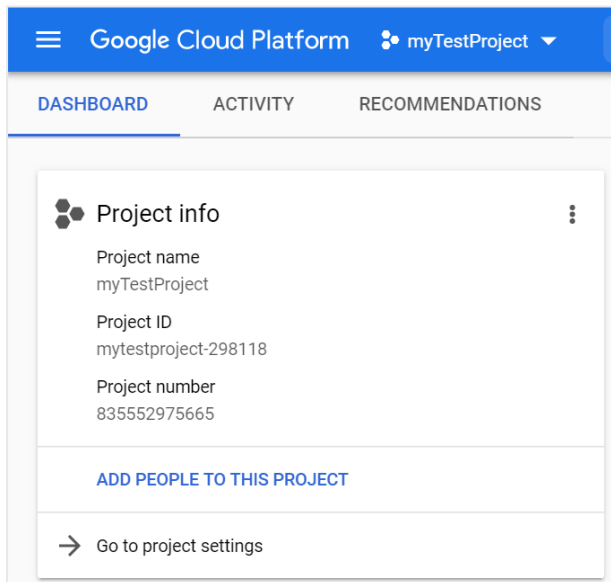 Google Cloud Platform myTestProject
DASHBOARD ACTIVITY RECOMMENDATIONS
Project info
Project name
myTestProject
Project ID
mytestproject-298118
Project number
835552975665
ADD PEOPLE TO THIS PROJECT
Go to project settings